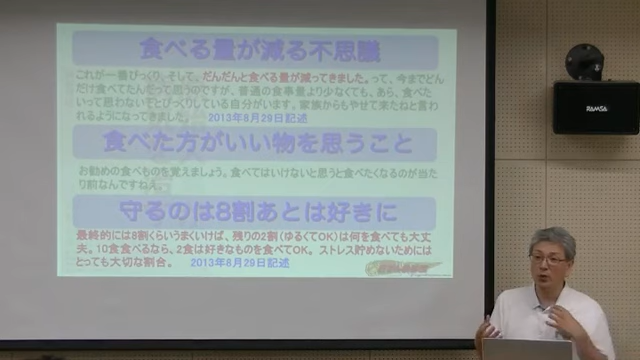 食べる量が減る不思議
これが一番びっくり。そして、だんだんと食べる量が減ってきました。って、今までどん
だけ食べてたんだって思うのですが、普通の食事量より少なくても、あら、食べた
いって思わないぞとびっくりしている自分がいます。家族からもやせて来たねと言わ
れるようになってきました。 2013年8月29日記述
食べた方がいい物を思うこと
お勧めの食べものを覚えましょう。食べてはいけないと思うと食べたくなるのが当た
り前なんですねえ。
守るのは8割あとは好きに
最終的には8割くらいうまくいけば、残りの2割(ゆるくてOK)は何を食べても大丈
夫。10食食べるなら、2食は好きなものを食べてOK。ストレス貯めないためには
とっても大切な割合。 2013年8月29日記述
RAMSA